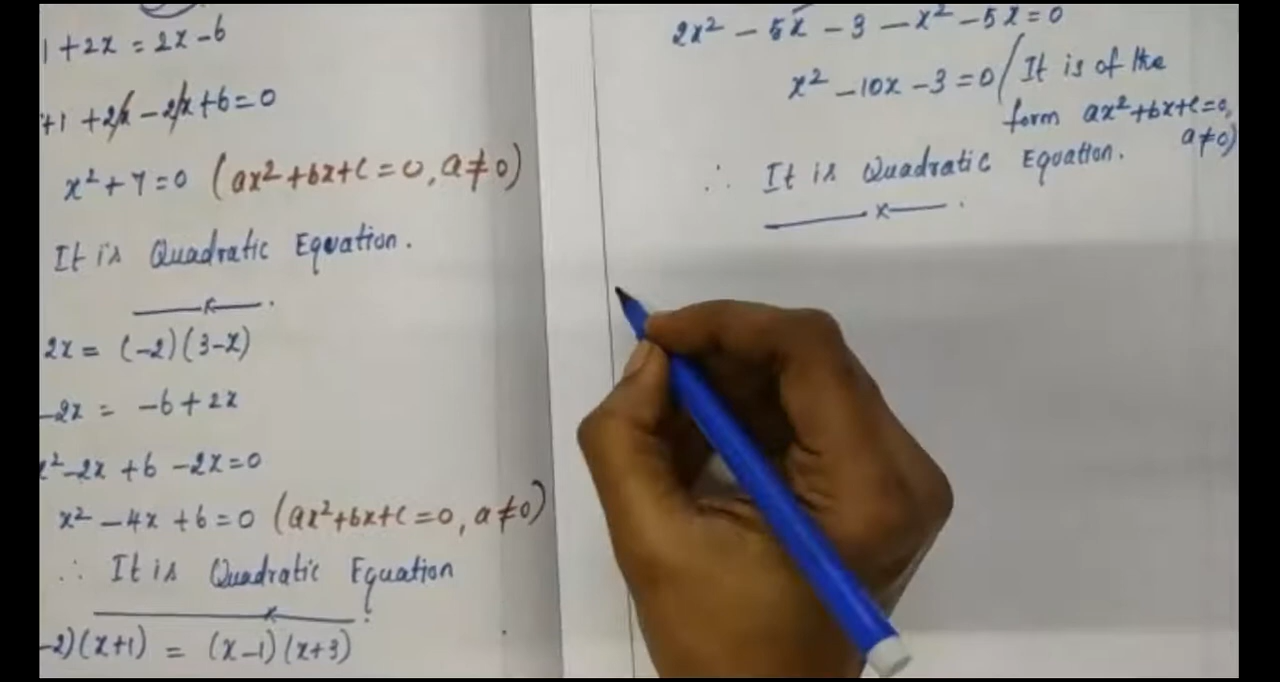 1 + 2x = 2x - 6
+1 + 2x - 2x + 6 = 0
x² + 7 = 0 (ax² + bx + c = 0, a ≠ 0)
It is Quadratic Equation.
2x = (-2)(3-x)
-2x = -6 + 2x
x² - 2x + 6 - 2x = 0
x² - 4x + 6 = 0 (ax² + bx + c = 0, a ≠ 0)
∴ It is Quadratic Equation
-2)(x+1) = (x-1)(x+3)
2x² - 5x - 3 - x² - 5x = 0
x² - 10x - 3 = 0 (It is of the
form ax² + bx + c = 0,
a ≠ 0)
∴ It is Quadratic Equation.